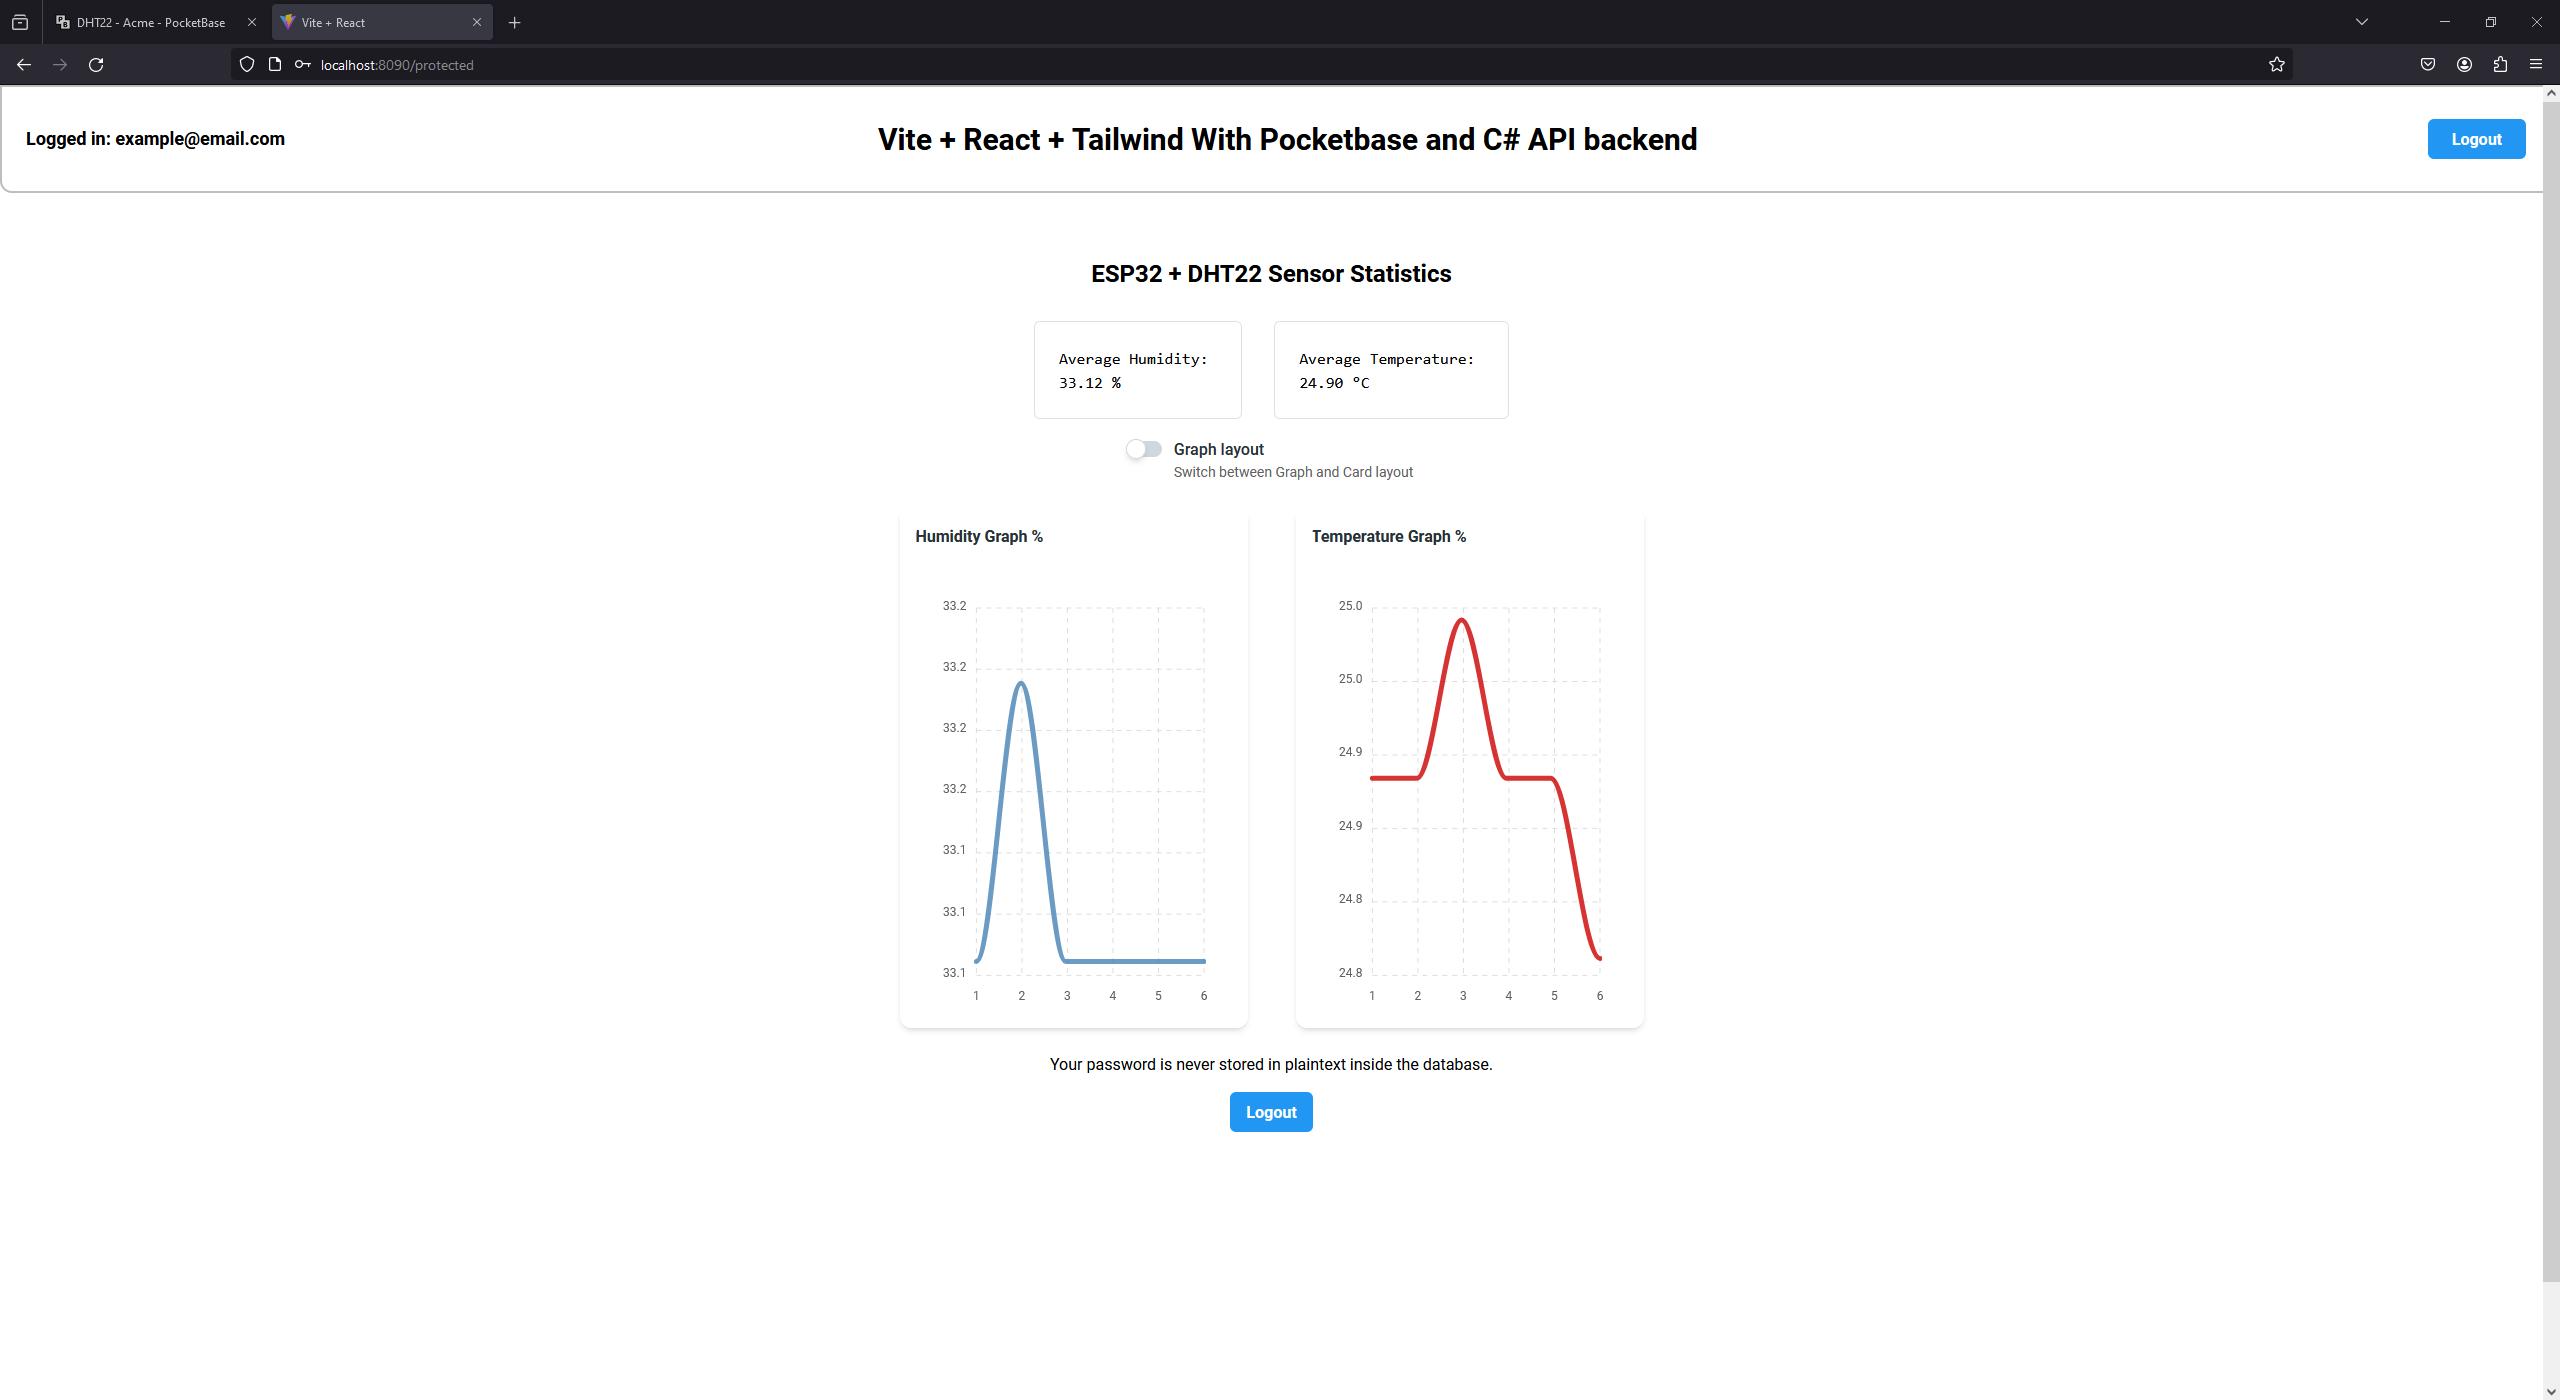 DHT22 - Acme - PocketBase
Vite + React
localhost:8090/protected
Logged in: example@email.com
Vite + React + Tailwind With Pocketbase and C# API backend
Logout
ESP32 + DHT22 Sensor Statistics
Average Humidity:
33.12 %
Average Temperature:
24.90 °C
Graph layout
Switch between Graph and Card layout
Humidity Graph %
33.2
33.2
33.2
33.2
33.1
33.1
33.1
1 2 3 4 5 6
Temperature Graph %
25.0
25.0
24.9
24.9
24.8
24.8
1 2 3 4 5 6
Your password is never stored in plaintext inside the database.
Logout